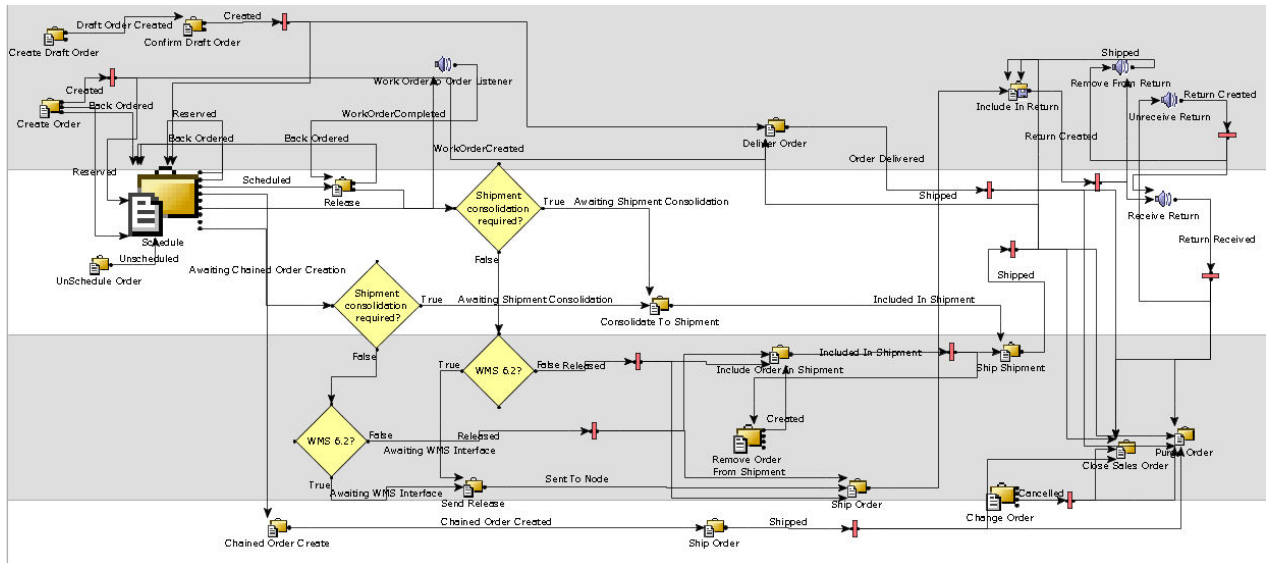 Draft Order Created
Created
Create Draft Order
Confirm Draft Order
Shipped
Work Order to Order Listener
Remove From Return
Created
Return Created
Back Ordered
Include In Return
Create Order
Reserved
WorkOrderCompleted
Unreceive Return
Return Created
Back Ordered
Back Ordered
Deliver Order
WorkOrderCreated
Order Delivered
Reserved
Scheduled
Release
Shipment
consolidation
required?
True
Awaiting Shipment Consolidation
Shipped
Receive Return
Schedule
Return Received
Unscheduled
False
Awaiting Chained Order Creation
UnSchedule Order
Shipped
Shipment
consolidation
required?
True
Awaiting Shipment Consolidation
Included In Shipment
Consolidate To Shipment
False
Included In Shipment
True
WMS 6.2?
False
Released
Include Order In Shipment
Ship Shipment
Created
WMS 6.2?
False
Released
Awaiting WMS Interface
Remove Order
From Shipment
Close Sales Order
Order
True
Awaiting WMS Interface
Sent To Node
Send Release
Ship Order
Cancelled
Change Order
Chained Order Created
Shipped
Chained Order Create
Ship Order